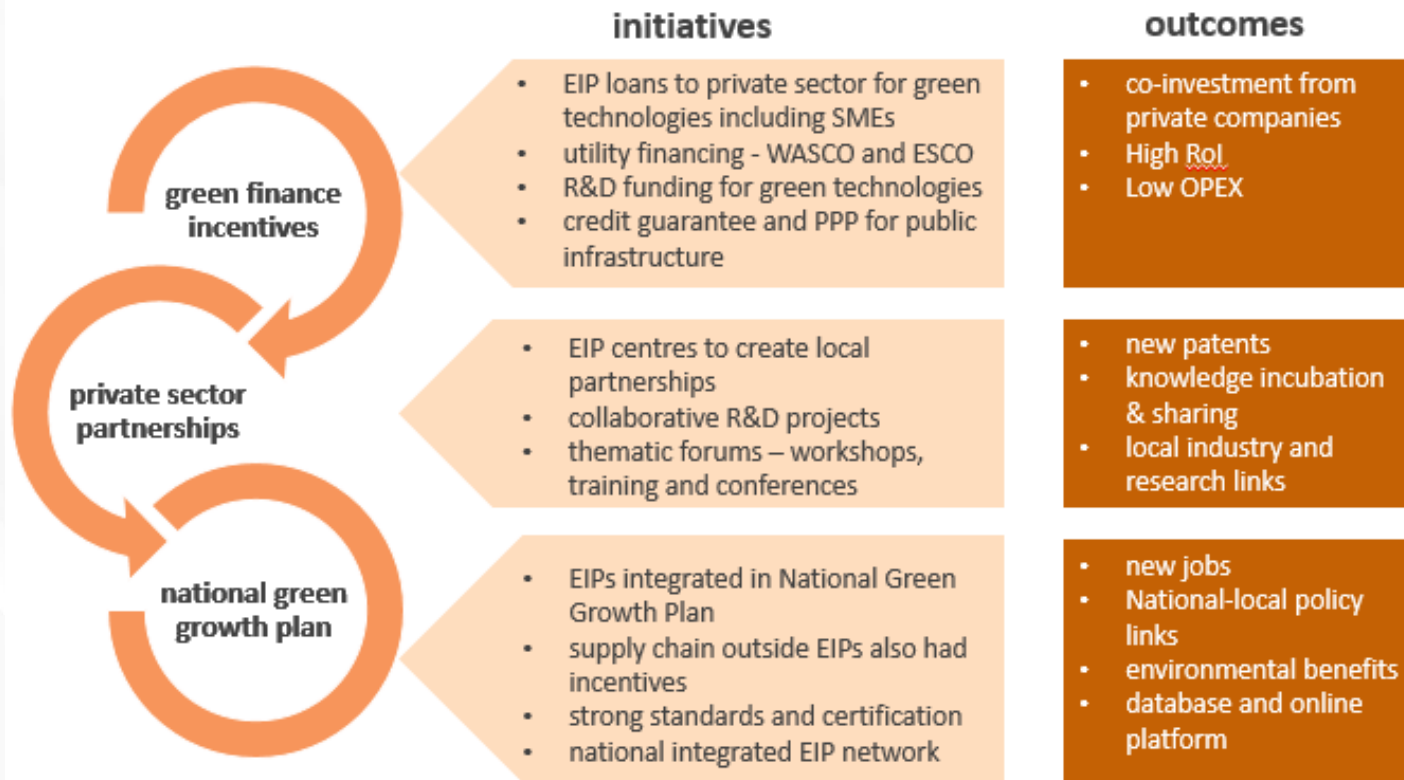 initiatives
outcomes
green finance
incentives
• EIP loans to private sector for green
technologies including SMEs
• utility financing - WASCO and ESCO
• R&D funding for green technologies
• credit guarantee and PPP for public
infrastructure
• co-investment from
private companies
• High RoI
• Low OPEX
private sector
partnerships
• EIP centres to create local
partnerships
• collaborative R&D projects
• thematic forums – workshops,
training and conferences
• new patents
• knowledge incubation
& sharing
• local industry and
research links
national green
growth plan
• EIPs integrated in National Green
Growth Plan
• supply chain outside EIPs also had
incentives
• strong standards and certification
• national integrated EIP network
• new jobs
• National-local policy
links
• environmental benefits
• database and online
platform